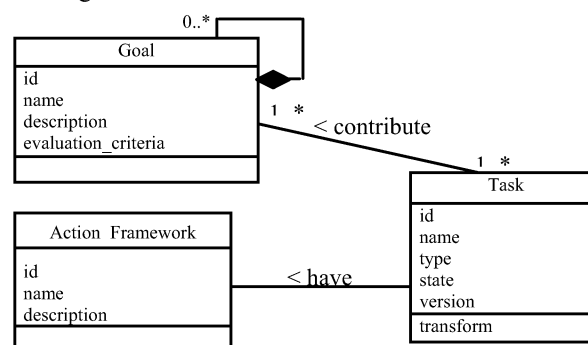 0..*
Goal
id
name
description
evaluation_criteria
1 *
< contribute
1 *
Task
id
name
type
state
version
transform
Action Framework
id
name
description
< have